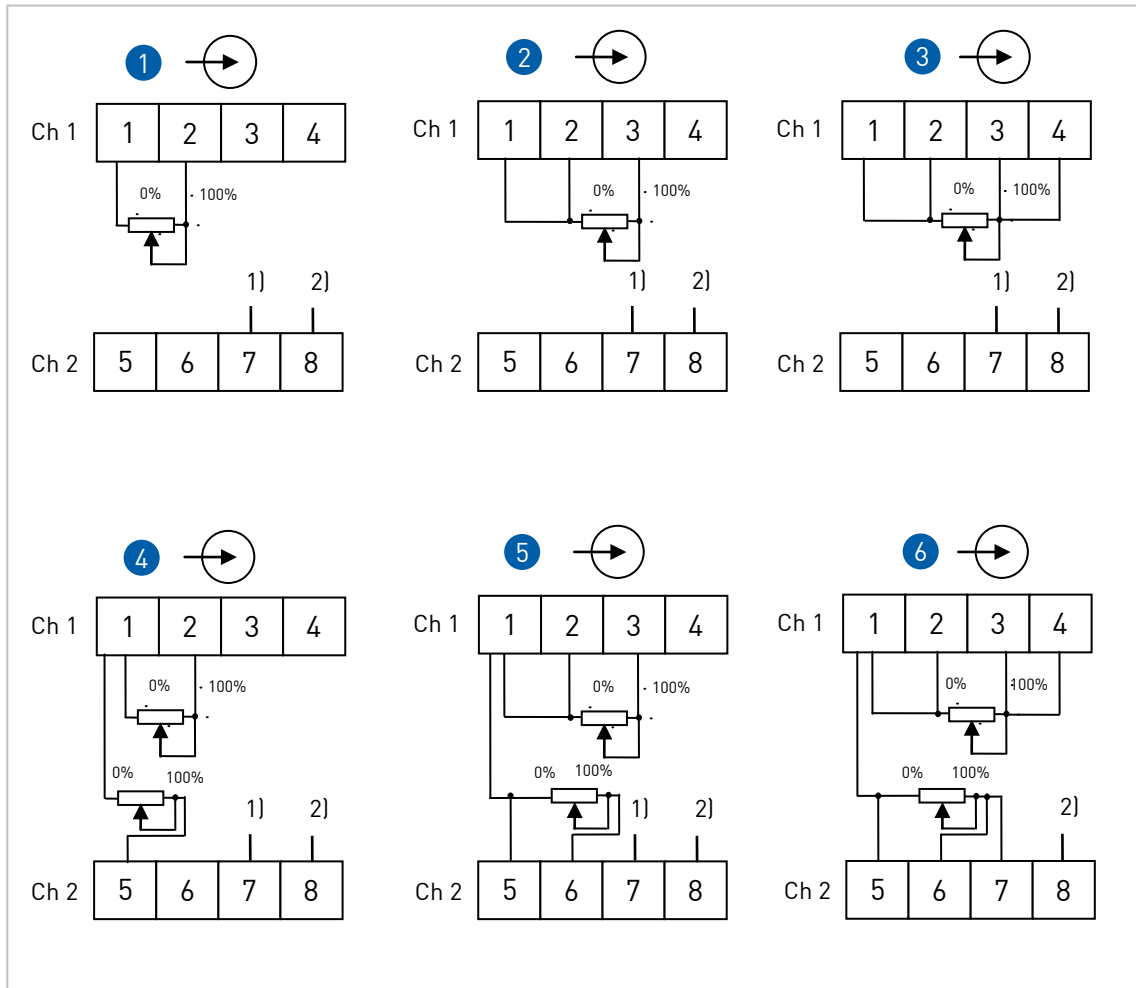 1 2 3
Ch 1 1 2 3 4 Ch 1 1 2 3 4 Ch 1 1 2 3 4
0% 100% 0% 100% 0% 100%
1) 2) 1) 2) 1) 2)
Ch 2 5 6 7 8 Ch 2 5 6 7 8 Ch 2 5 6 7 8
4 5 6
Ch 1 1 2 3 4 Ch 1 1 2 3 4 Ch 1 1 2 3 4
0% 100% 0% 100% 0% 100%
0% 100% 0% 100% 0% 100%
1) 2) 1) 2) 2)
Ch 2 5 6 7 8 Ch 2 5 6 7 8 Ch 2 5 6 7 8